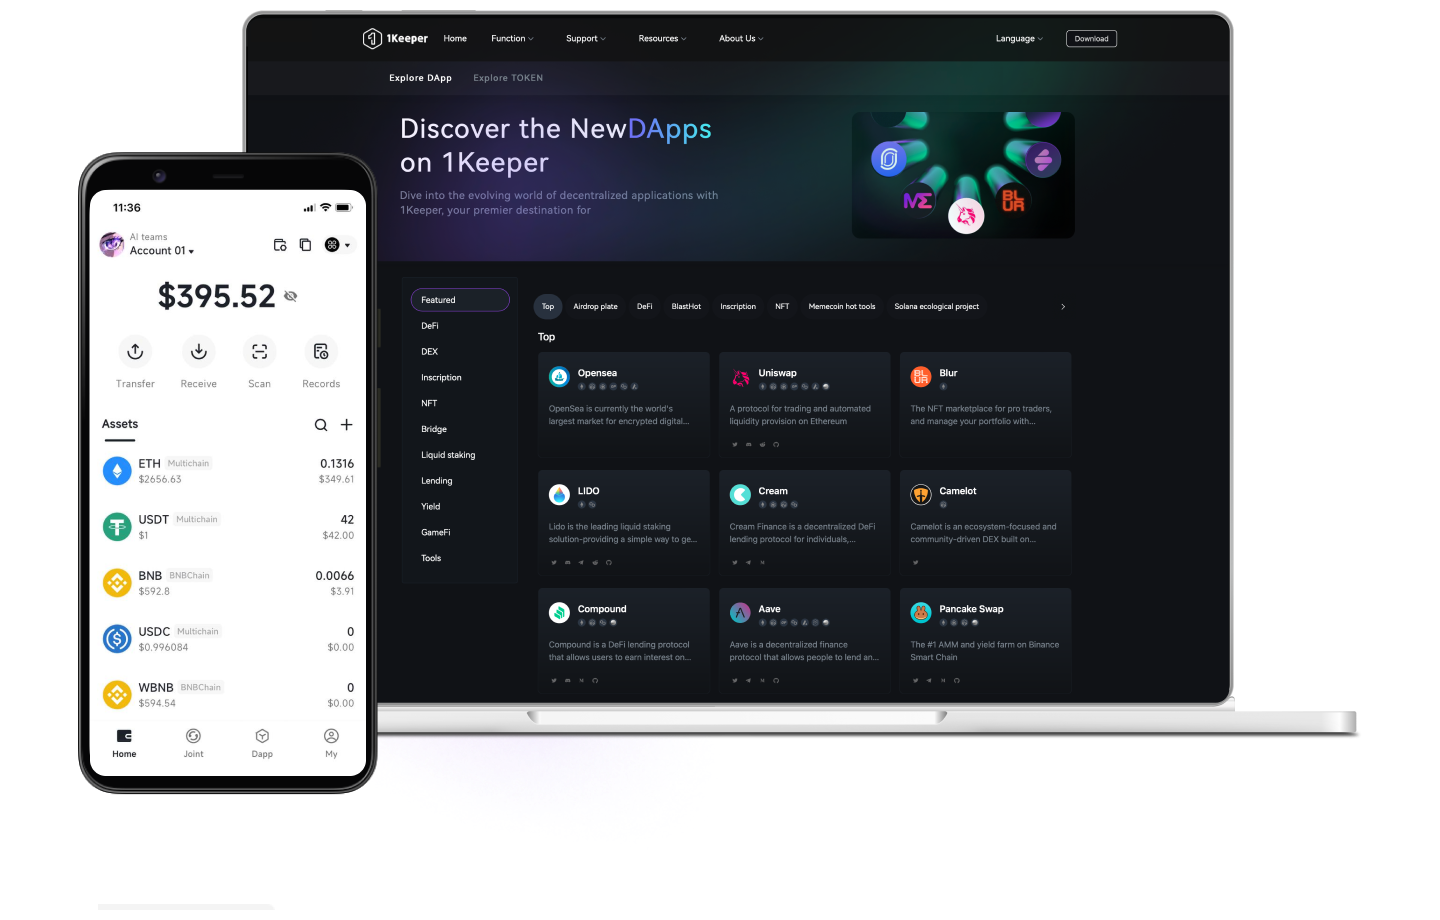 1Keeper
Home
Function
Support
Resources
About Us
Language
Download
Explore DApp
Explore TOKEN
Discover the NewDApps
on 1Keeper
Dive into the evolving world of decentralized applications with
1Keeper, your premier destination for
ME
BLUR
Featured
DeFi
DEX
Inscription
NFT
Bridge
Liquid staking
Lending
Yield
GameFi
Tools
Top
Airdrop plate
DeFi
BlastHot
Inscription
NFT
Memecoin hot tools
Solana ecological project
Top
Opensea
OpenSea is currently the world's
largest market for encrypted digital...
Uniswap
A protocol for trading and automated
liquidity provision on Ethereum
BLUR
Blur
The NFT marketplace for pro traders,
and manage your portfolio with...
LIDO
Lido is the leading liquid staking
solution-providing a simple way to ge...
Cream
Cream Finance is a decentralized DeFi
lending protocol for individuals,...
Camelot
Camelot is an ecosystem-focused and
community-driven DEX built on...
Compound
Compound is a DeFi lending protocol
that allows users to earn interest on...
Aave
Aave is a decentralized finance
protocol that allows people to lend an...
Pancake Swap
The #1 AMM and yield farm on Binance
Smart Chain
11:36
AI teams
Account 01
$395.52
Transfer
Receive
Scan
Records
Assets
ETH Multichain 0.1316
$2656.63 $349.61
USDT Multichain 42
$1 $42.00
BNB BNBChain 0.0066
$592.8 $3.91
USDC Multichain 0
$0.996084 $0.00
WBNB BNBChain 0
$594.54 $0.00
Home
Joint
Dapp
My